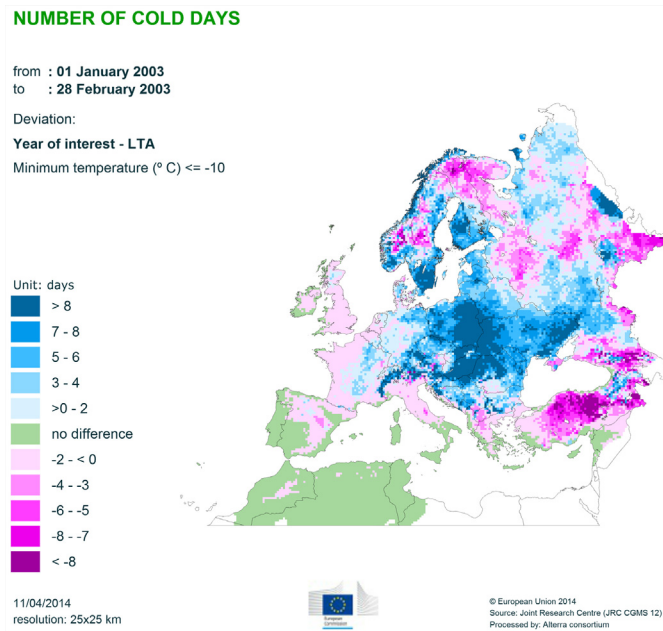 NUMBER OF COLD DAYS
from : 01 January 2003
to : 28 February 2003
Deviation:
Year of interest - LTA
Minimum temperature (º C) <= -10
Unit: days
> 8
7 - 8
5 - 6
3 - 4
>0 - 2
no difference
-2 - < 0
-4 - -3
-6 - -5
-8 - -7
< -8
11/04/2014
resolution: 25x25 km
European
Commission
© European Union 2014
Source: Joint Research Centre (JRC CGMS 12)
Processed by: Alterra consortium